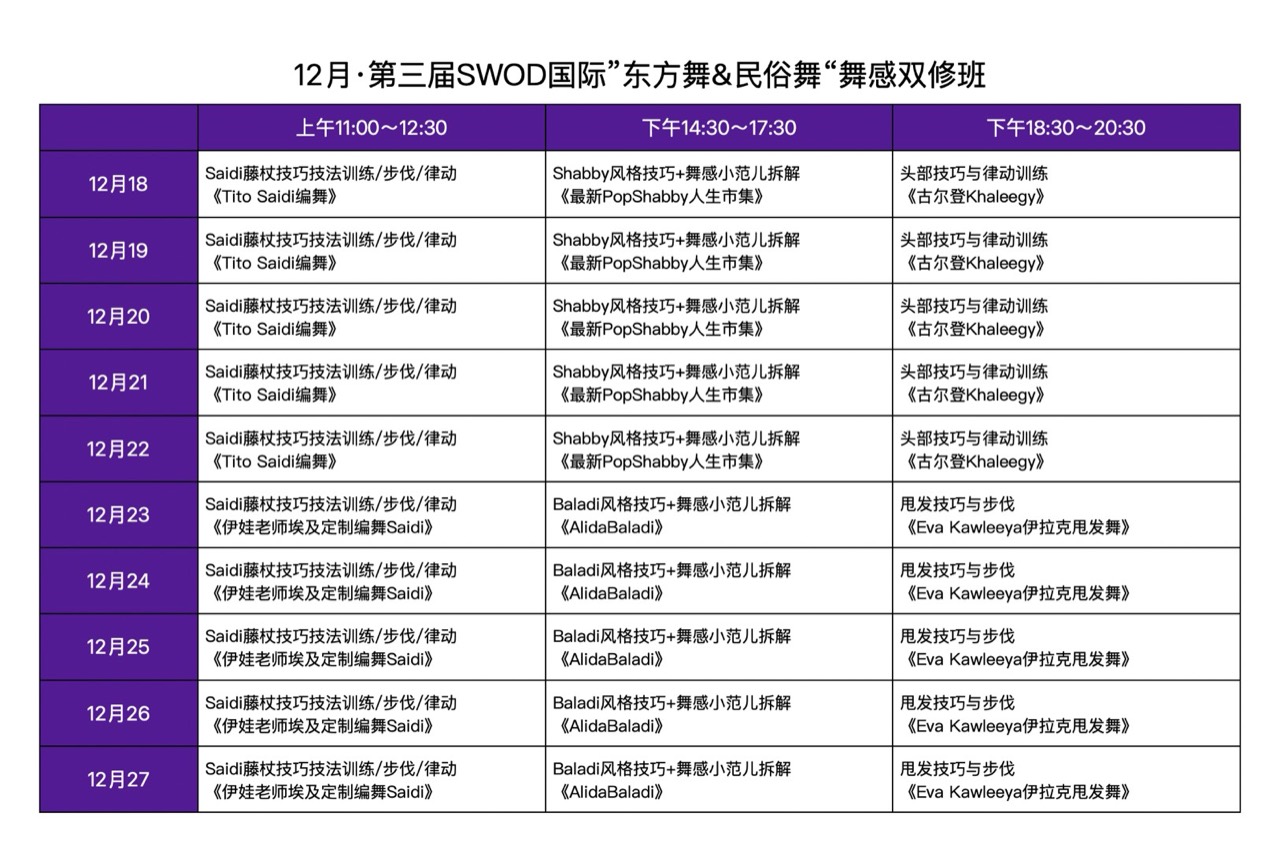 12月·第三届SWOD国际”东方舞&民俗舞“舞感双修班
上午11:00～12:30
下午14:30～17:30
下午18:30～20:30
12月18
Saidi藤杖技巧技法训练/步伐/律动
《Tito Saidi编舞》
Shabby风格技巧+舞感小范儿拆解
《最新PopShabby人生市集》
头部技巧与律动训练
《古尔登Khaleegy》
12月19
Saidi藤杖技巧技法训练/步伐/律动
《Tito Saidi编舞》
Shabby风格技巧+舞感小范儿拆解
《最新PopShabby人生市集》
头部技巧与律动训练
《古尔登Khaleegy》
12月20
Saidi藤杖技巧技法训练/步伐/律动
《Tito Saidi编舞》
Shabby风格技巧+舞感小范儿拆解
《最新PopShabby人生市集》
头部技巧与律动训练
《古尔登Khaleegy》
12月21
Saidi藤杖技巧技法训练/步伐/律动
《Tito Saidi编舞》
Shabby风格技巧+舞感小范儿拆解
《最新PopShabby人生市集》
头部技巧与律动训练
《古尔登Khaleegy》
12月22
Saidi藤杖技巧技法训练/步伐/律动
《Tito Saidi编舞》
Shabby风格技巧+舞感小范儿拆解
《最新PopShabby人生市集》
头部技巧与律动训练
《古尔登Khaleegy》
12月23
Saidi藤杖技巧技法训练/步伐/律动
《伊娃老师埃及定制编舞Saidi》
Baladi风格技巧+舞感小范儿拆解
《AlidaBaladi》
甩发技巧与步伐
《Eva Kawleeya伊拉克甩发舞》
12月24
Saidi藤杖技巧技法训练/步伐/律动
《伊娃老师埃及定制编舞Saidi》
Baladi风格技巧+舞感小范儿拆解
《AlidaBaladi》
甩发技巧与步伐
《Eva Kawleeya伊拉克甩发舞》
12月25
Saidi藤杖技巧技法训练/步伐/律动
《伊娃老师埃及定制编舞Saidi》
Baladi风格技巧+舞感小范儿拆解
《AlidaBaladi》
甩发技巧与步伐
《Eva Kawleeya伊拉克甩发舞》
12月26
Saidi藤杖技巧技法训练/步伐/律动
《伊娃老师埃及定制编舞Saidi》
Baladi风格技巧+舞感小范儿拆解
《AlidaBaladi》
甩发技巧与步伐
《Eva Kawleeya伊拉克甩发舞》
12月27
Saidi藤杖技巧技法训练/步伐/律动
《伊娃老师埃及定制编舞Saidi》
Baladi风格技巧+舞感小范儿拆解
《AlidaBaladi》
甩发技巧与步伐
《Eva Kawleeya伊拉克甩发舞》